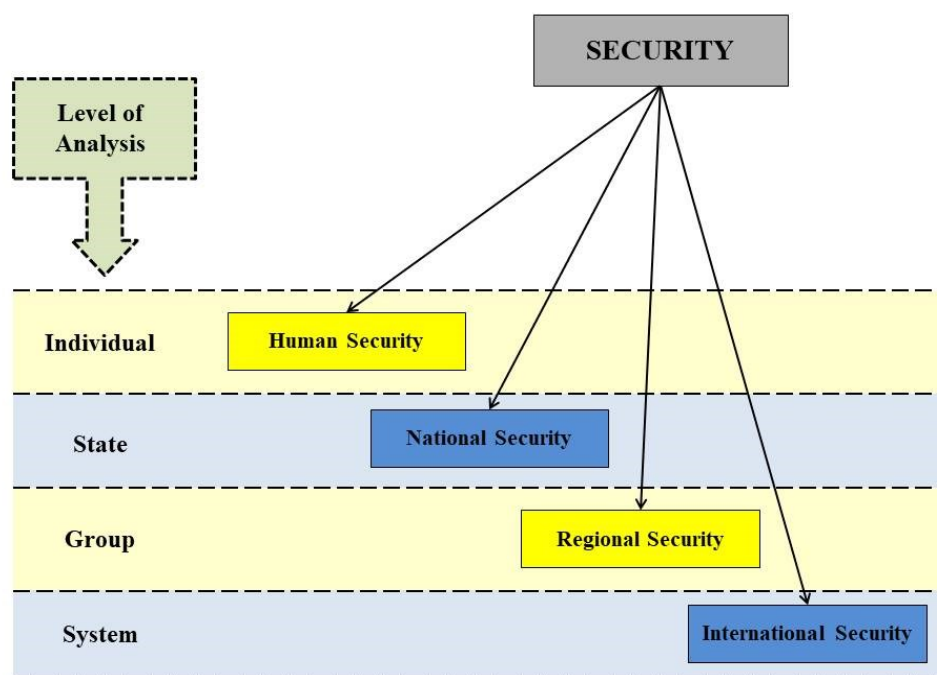 SECURITY
Level of
Analysis
Individual
Human Security
State
National Security
Group
Regional Security
System
International Security